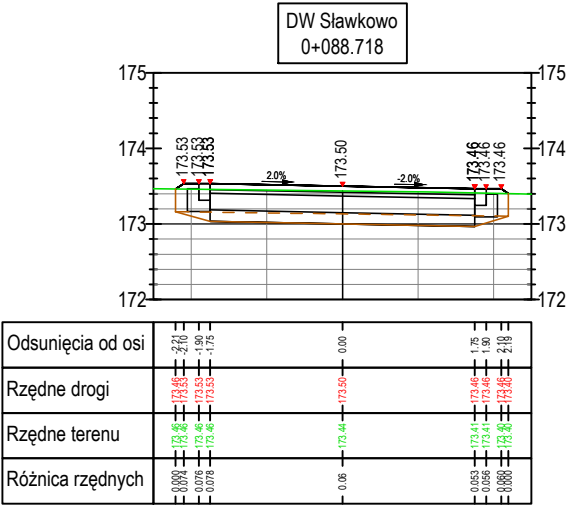 DW Sławkowo
0+088.718
175 175
174 174
173 173
172 172
173.53 173.53 173.53 173.50 173.46 173.46 173.46
2.0% -2.0%
Odsunięcia od osi -2.21 -2.10 -1.90 -1.75 0.00 1.75 1.90 2.10 2.19
Rzędne drogi 173.46 173.53 173.53 173.53 173.50 173.46 173.46 173.46 173.40
Rzędne terenu 173.46 173.46 173.46 173.46 173.44 173.41 173.41 173.40 173.40
Różnica rzędnych 0.000 0.074 0.076 0.078 0.06 0.053 0.056 0.060 0.000